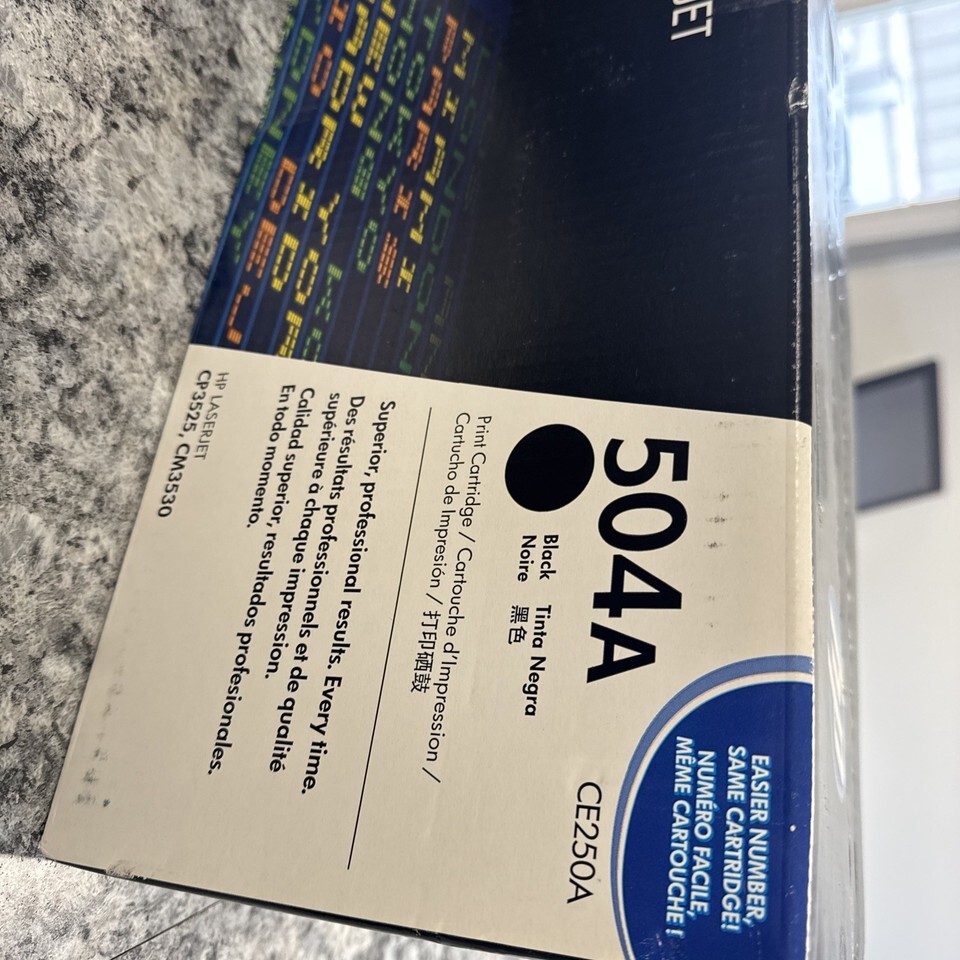 JET
504A
CE250A
Black Tinta Negra
Noire 黑色
Print Cartridge / Cartouche d'Impression /
Cartucho de Impresión / 打印硒鼓
Superior, professional results. Every time.
Des résultats professionnels et de qualité
supérieure à chaque impression.
Calidad superior, resultados profesionales.
En todo momento.
HP LASERJET
CP3525, CM3530
EASIER NUMBER,
SAME CARTRIDGE!
NUMÉRO FACILE,
MÊME CARTOUCHE !